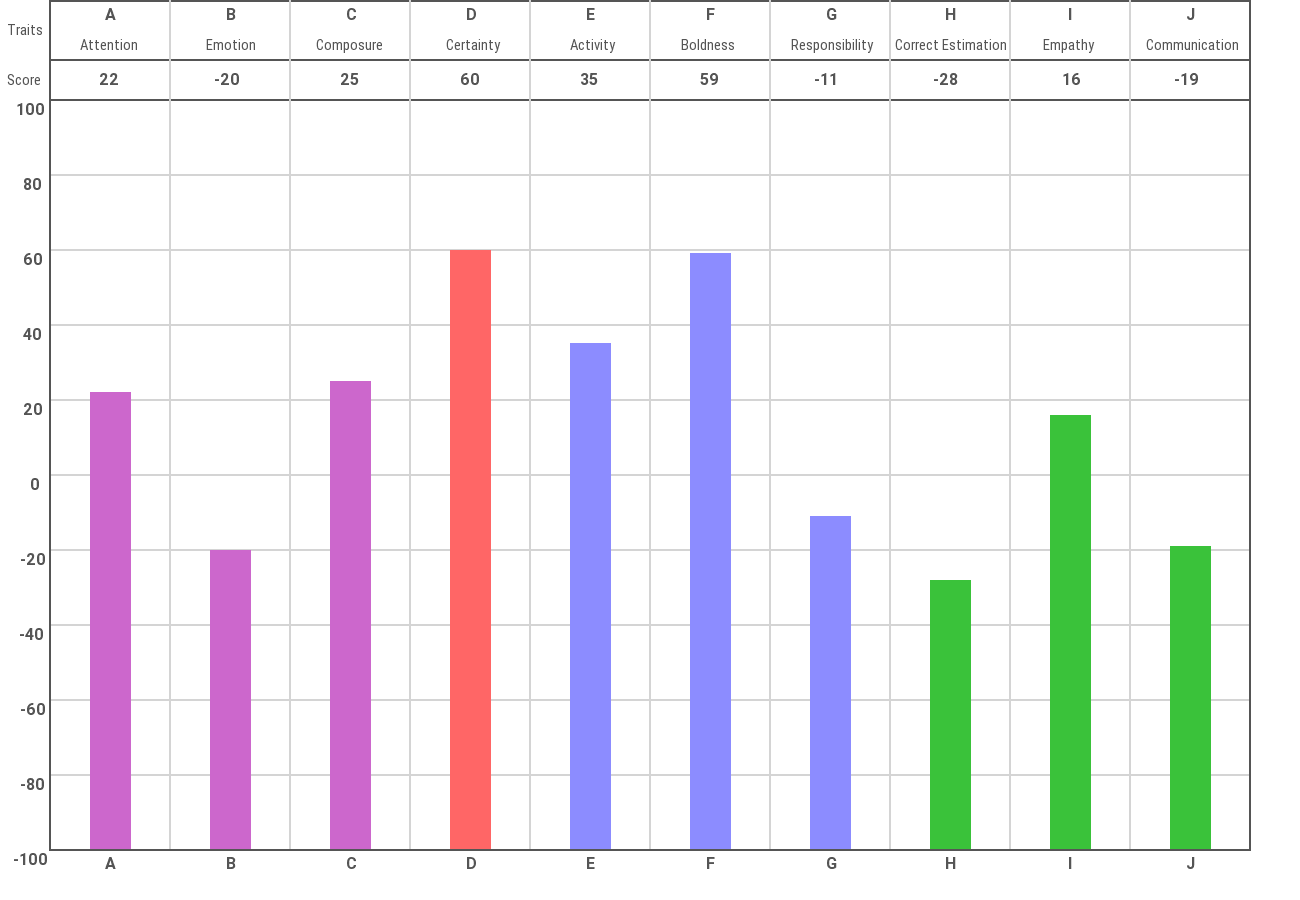 Traits A B C D E F G H I J
Attention Emotion Composure Certainty Activity Boldness Responsibility Correct Estimation Empathy Communication
Score 22 -20 25 60 35 59 -11 -28 16 -19
100
80
60
40
20
0
-20
-40
-60
-80
-100
A B C D E F G H I J